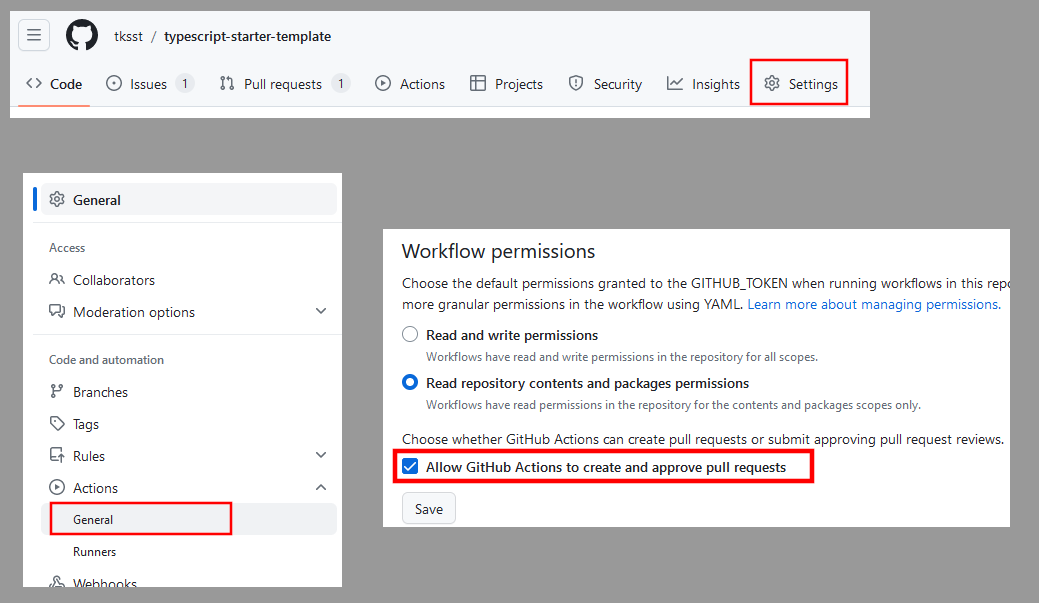 tksst / typescript-starter-template
Code Issues 1 Pull requests 1 Actions Projects Security Insights Settings
General
Access
Collaborators
Moderation options
Code and automation
Branches
Tags
Rules
Actions
General
Runners
Webhooks
Workflow permissions
Choose the default permissions granted to the GITHUB_TOKEN when running workflows in this repo
more granular permissions in the workflow using YAML. Learn more about managing permissions.
Read and write permissions
Workflows have read and write permissions in the repository for all scopes.
Read repository contents and packages permissions
Workflows have read permissions in the repository for the contents and packages scopes only.
Choose whether GitHub Actions can create pull requests or submit approving pull request reviews.
Allow GitHub Actions to create and approve pull requests
Save